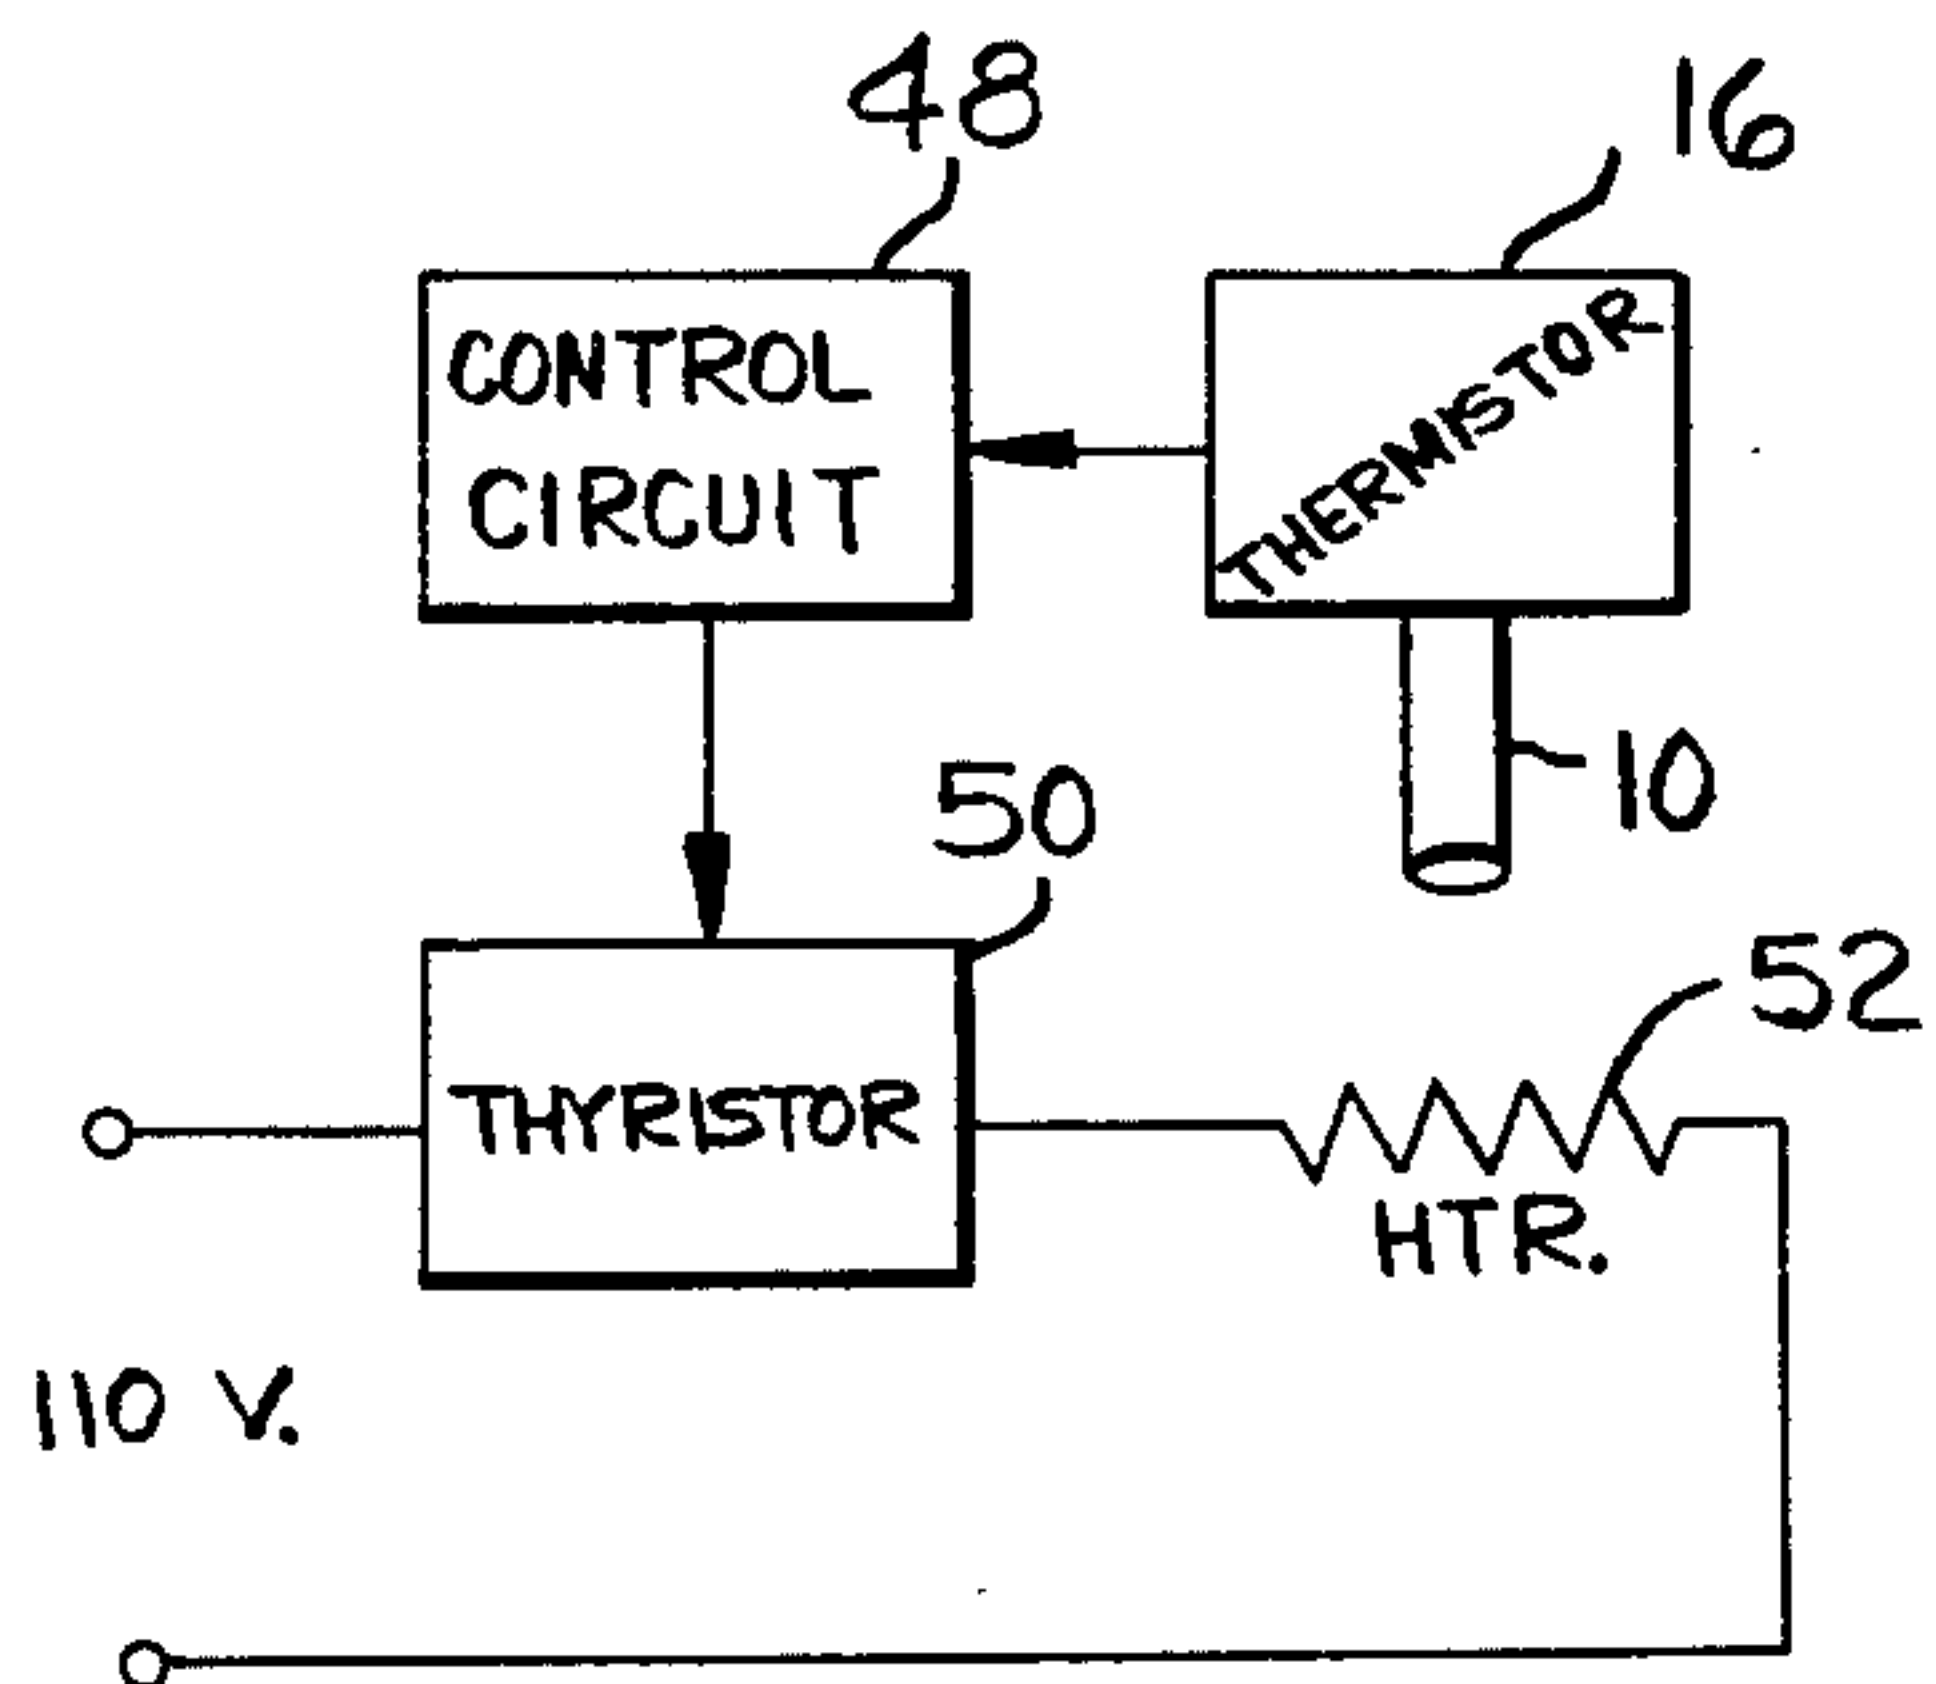 48
16
CONTROL
CIRCUIT
THERMISTOR
10
50
52
THYRISTOR
HTR.
110 V.